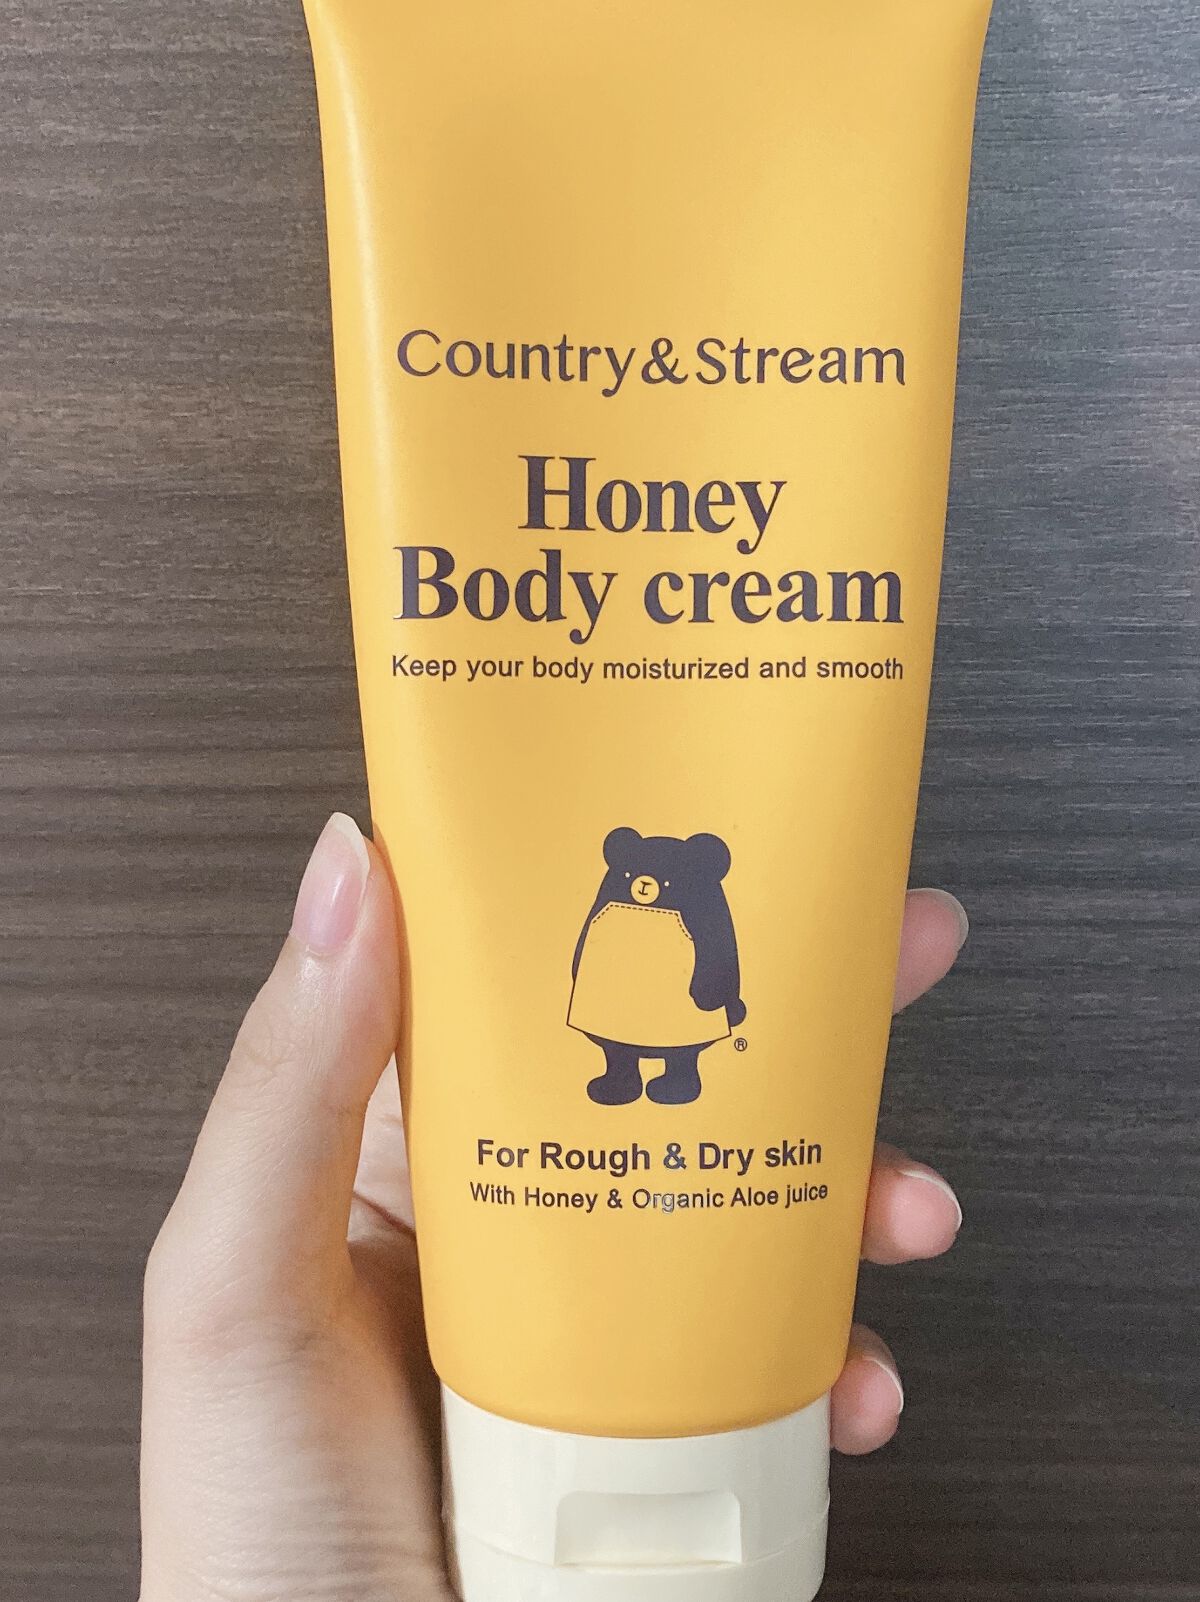 Country&Stream
Honey
Body cream
Keep your body moisturized and smooth
®
For Rough & Dry skin
With Honey & Organic Aloe juice